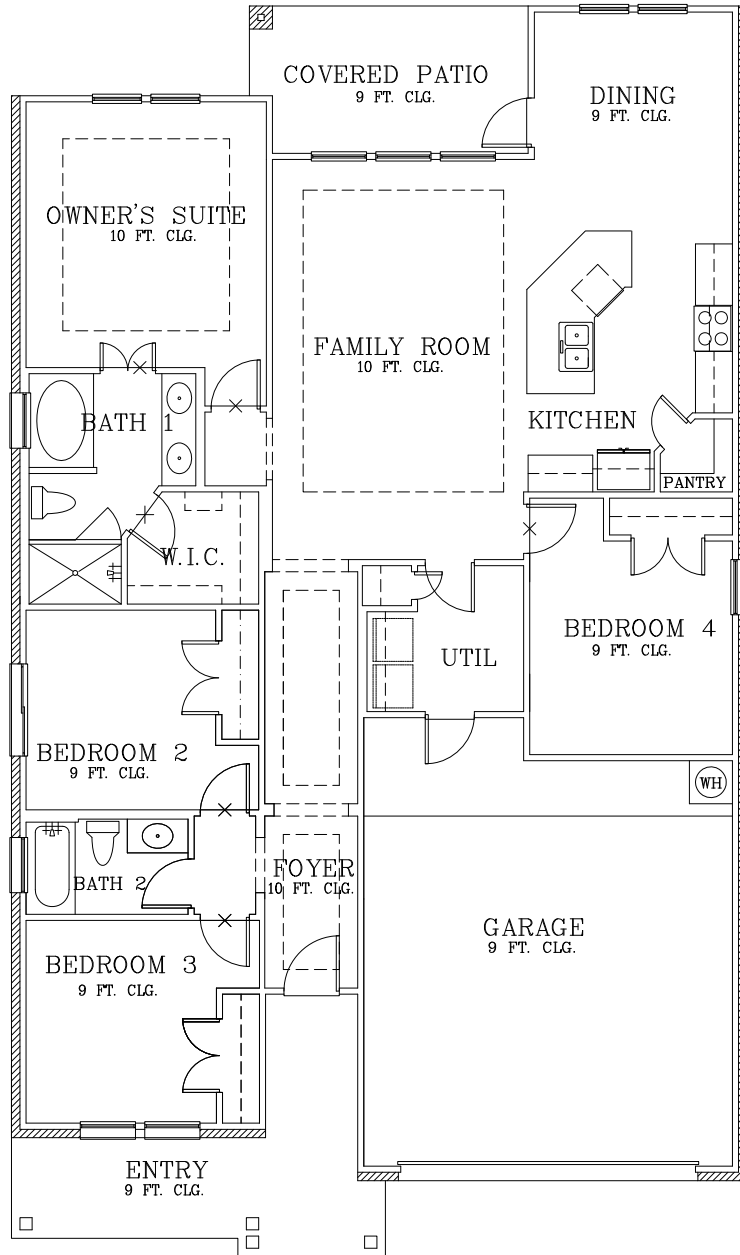 COVERED PATIO
9 FT. CLG.
DINING
9 FT. CLG.
OWNER'S SUITE
10 FT. CLG.
FAMILY ROOM
10 FT. CLG.
BATH 1
KITCHEN
PANTRY
W.I.C.
BEDROOM 4
9 FT. CLG.
UTIL
BEDROOM 2
9 FT. CLG.
WH
FOYER
10 FT. CLG.
BATH 2
GARAGE
9 FT. CLG.
BEDROOM 3
9 FT. CLG.
ENTRY
9 FT. CLG.